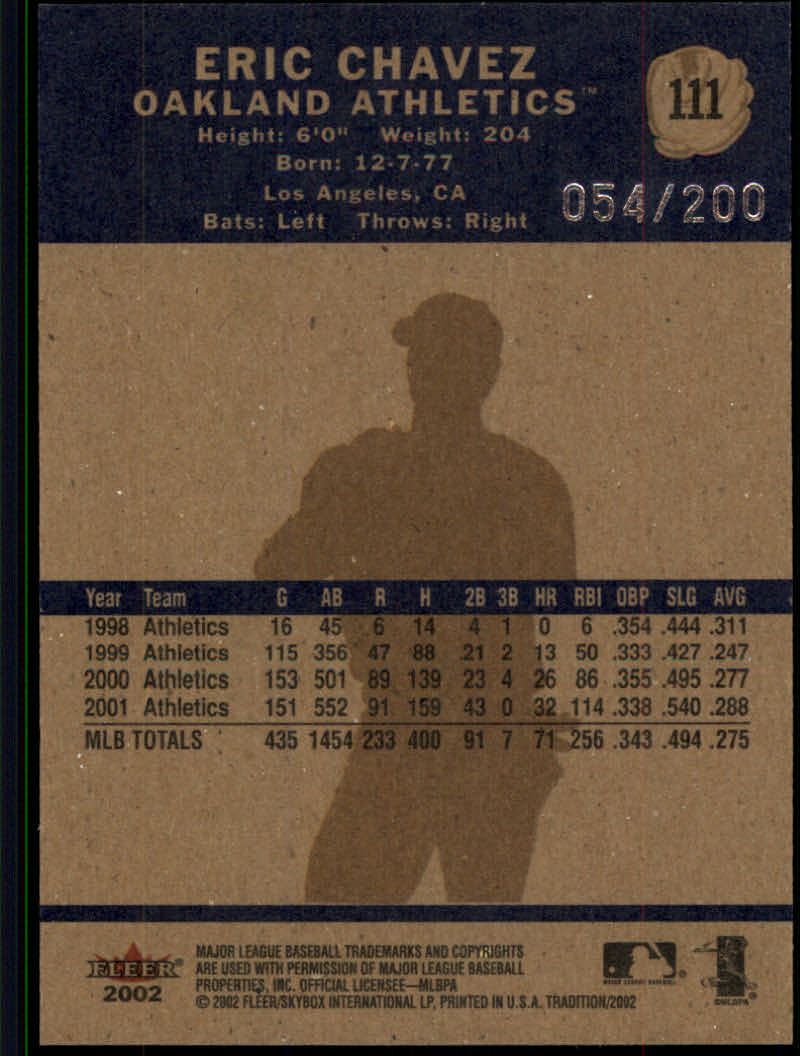 ERIC CHAVEZ
OAKLAND ATHLETICS™
111
Height: 6'0" Weight: 204
Born: 12-7-77
Los Angeles, CA
Bats: Left Throws: Right
054/200
Year Team G AB R H 2B 3B HR RBI OBP SLG AVG
1998 Athletics 16 45 6 14 4 1 0 6 .354 .444 .311
1999 Athletics 115 356 47 88 21 2 13 50 .333 .427 .247
2000 Athletics 153 501 89 139 23 4 26 86 .355 .495 .277
2001 Athletics 151 552 91 159 43 0 32 114 .338 .540 .288
MLB TOTALS 435 1454 233 400 91 7 71 256 .343 .494 .275
FLEER®
2002
MAJOR LEAGUE BASEBALL TRADEMARKS AND COPYRIGHTS
ARE USED WITH PERMISSION OF MAJOR LEAGUE BASEBALL
PROPERTIES, INC. OFFICIAL LICENSEE—MLBPA
© 2002 FLEER/SKYBOX INTERNATIONAL LP, PRINTED IN U.S.A. TRADITION/2002
MAJOR LEAGUE BASEBALL ®
©MLBPA